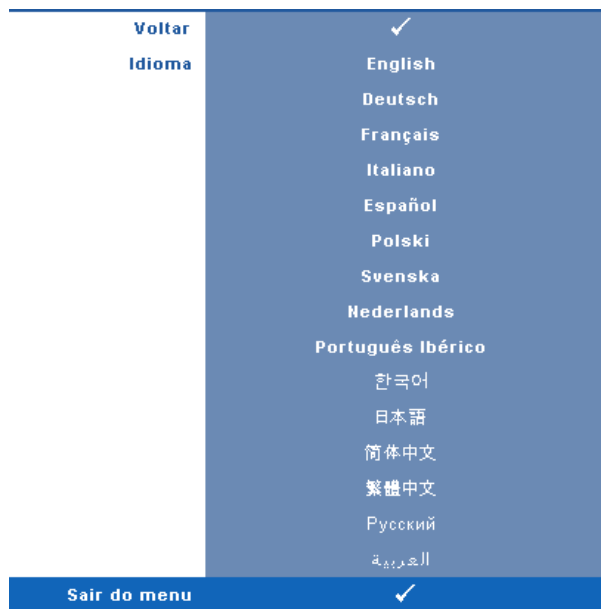 Voltar ✓
Idioma English
Deutsch
Français
Italiano
Español
Polski
Svenska
Nederlands
Português Ibérico
한국어
日本語
简体中文
繁體中文
Русский
العربية
Sair do menu ✓